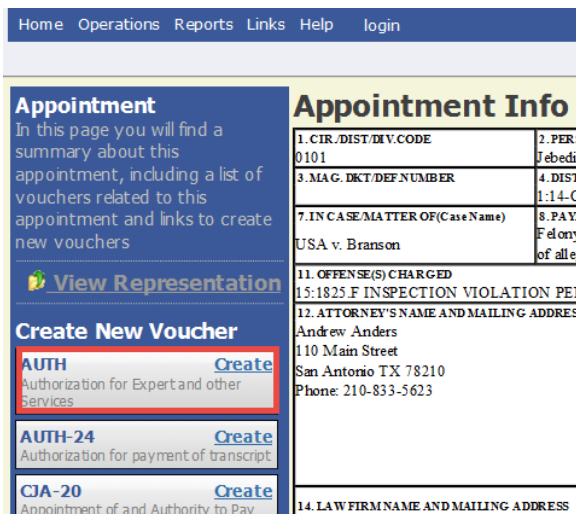 Home Operations Reports Links Help login
Appointment
In this page you will find a
summary about this
appointment, including a list of
vouchers related to this
appointment and links to create
new vouchers
View Representation
Create New Voucher
AUTH Create
Authorization for Expert and other
Services
AUTH-24 Create
Authorization for payment of transcript
CJA-20 Create
Appointment of and Authority to Pay
Appointment Info
1. CIR./DIST/DIV.CODE
0101
2. PER
Jebedi
3. MAG. DKT/DEF.NUMBER
4. DIST
1:14-C
7. IN CASE/MATTER OF(Case Name)
USA v. Branson
8. PAY
Felony
of alle
11. OFFENSE(S) CHARGED
15:1825.F INSPECTION VIOLATION PE
12. ATTORNEY'S NAME AND MAILING ADDRES
Andrew Anders
110 Main Street
San Antonio TX 78210
Phone: 210-833-5623
14. LAW FIRM NAME AND MAILING ADDRESS